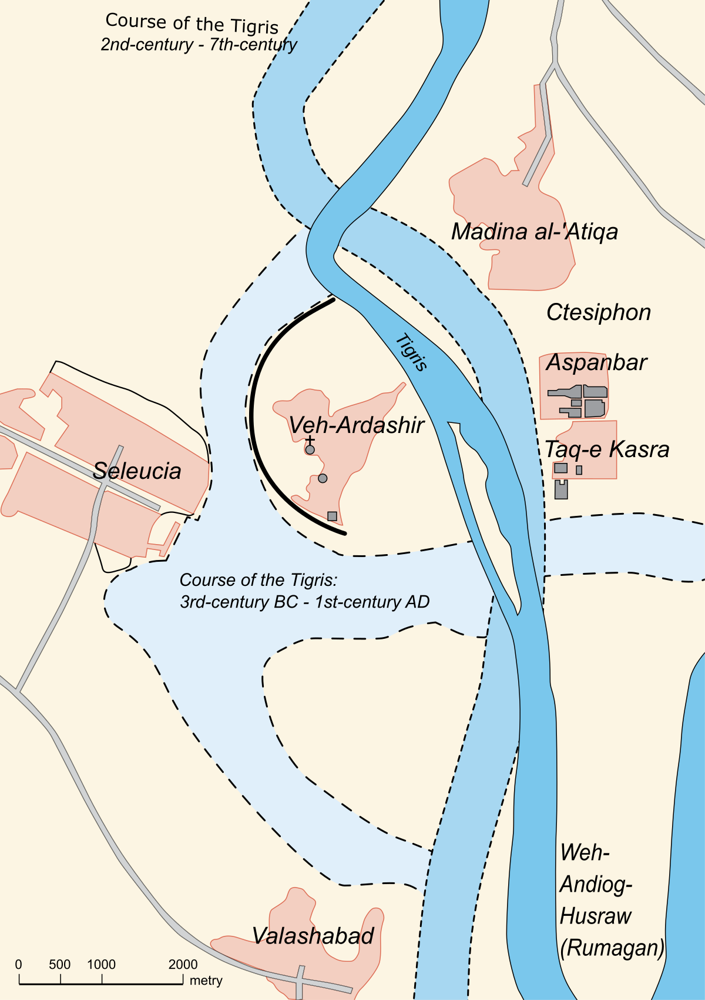 Course of the Tigris
2nd-century - 7th-century
Madina al-'Atiqa
Ctesiphon
Tigris
Aspanbar
Veh-Ardashir
Taq-e Kasra
Seleucia
Course of the Tigris:
3rd-century BC - 1st-century AD
Weh-
Andiog-
Husraw
(Rumagan)
Valashabad
0 500 1000 2000
metry